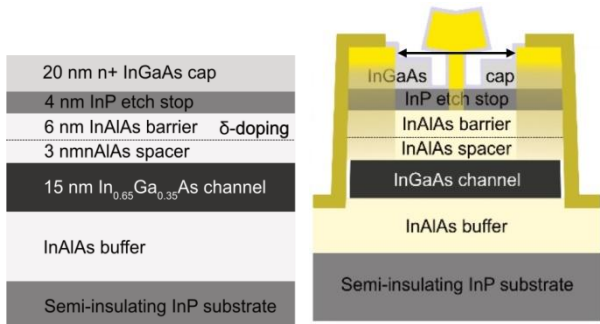 20 nm n+ InGaAs cap
4 nm InP etch stop
6 nm InAlAs barrier δ-doping
3 nmnAlAs spacer
15 nm In₀.₆₅Ga₀.₃₅As channel
InAlAs buffer
Semi-insulating InP substrate
InGaAs cap
InP etch stop
InAlAs barrier
InAlAs spacer
InGaAs channel
InAlAs buffer
Semi-insulating InP substrate